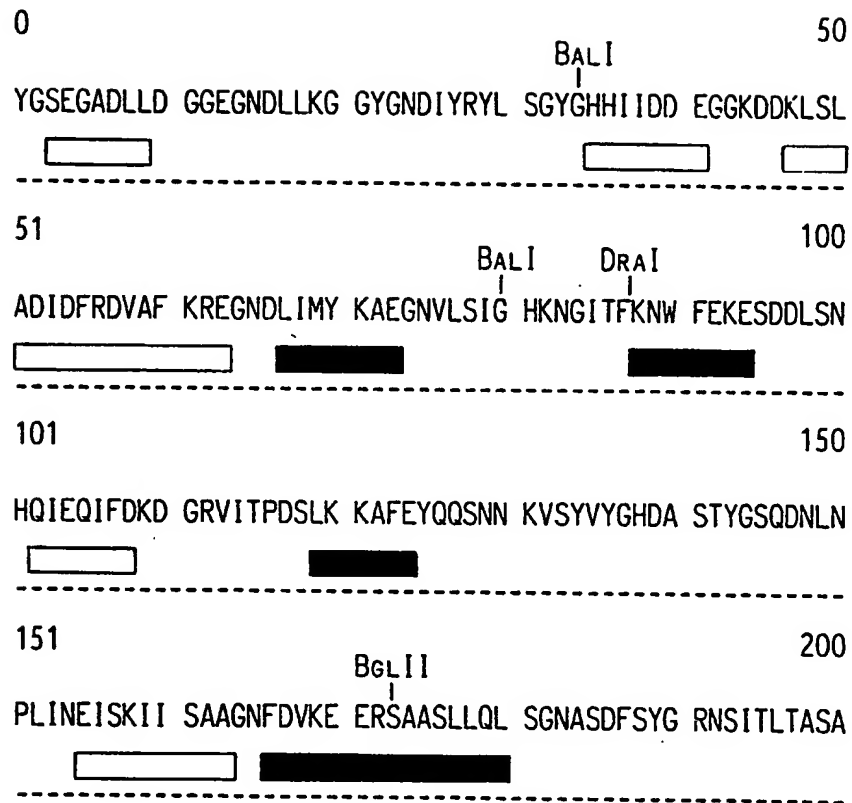 0 50
BALI
YGSEGADLLD GGEGNDLLKG GYGNDIYRYL SGYGHHIIDD EGGKDDKLSL
51 100
BALI DRAI
ADIDFRDVAF KREGNDLIMY KAEGNVLSIG HKNGITFKNW FEKESDDLSN
101 150
HQIEQIFDKD GRVITPDSLK KAFEYQQSNN KVSYVYGHDA STYGSQDNLN
151 200
BGLII
PLINEISKII SAAGNFDVKE ERSAASLLQL SGNASDFSYG RNSITLTASA